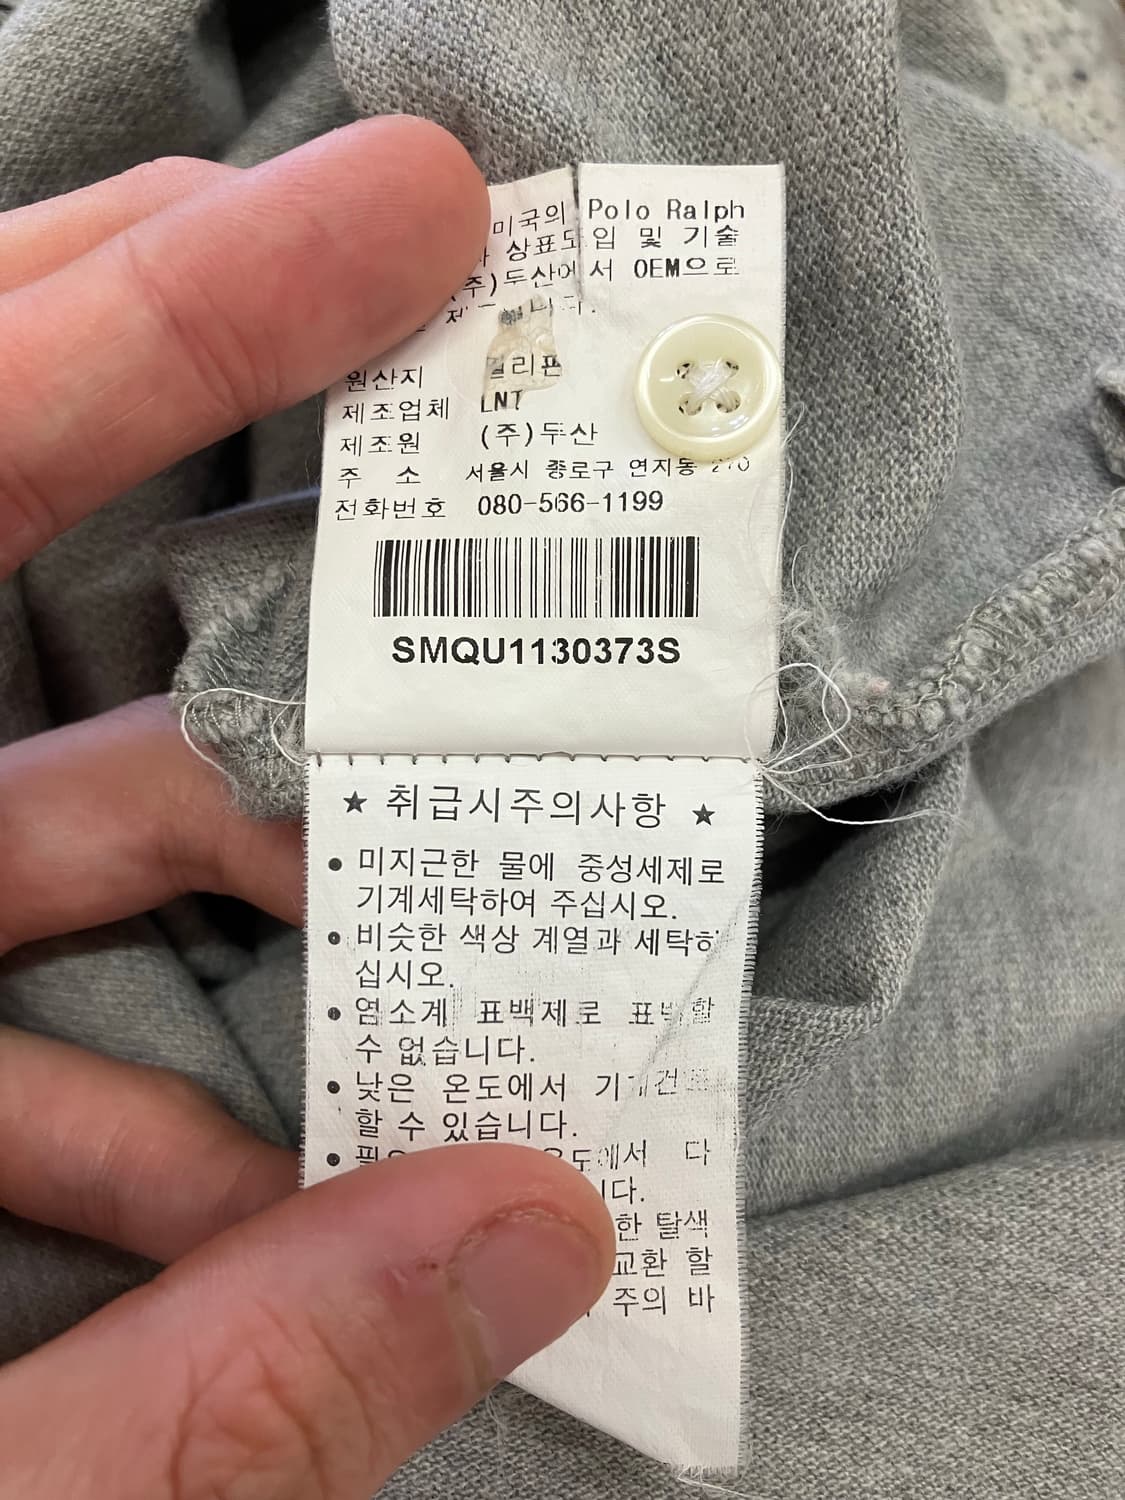 미국의 Polo Ralph
상표도입 및 기술
(주)두산에서 OEM으로
원산지 필리핀
제조업체 LNT
제조원 (주)두산
주 소 서울시 종로구 연지동 270
전화번호 080-566-1199
SMQU1130373S
★ 취급시주의사항 ★
● 미지근한 물에 중성세제로
기계세탁하여 주십시오.
● 비슷한 색상 계열과 세탁하
십시오.
● 염소계 표백제로 표백할
수 없습니다.
● 낮은 온도에서 기계건조
할 수 있습니다.
● 온도에서 다
니다.
한 탈색
교환 할
주의 바